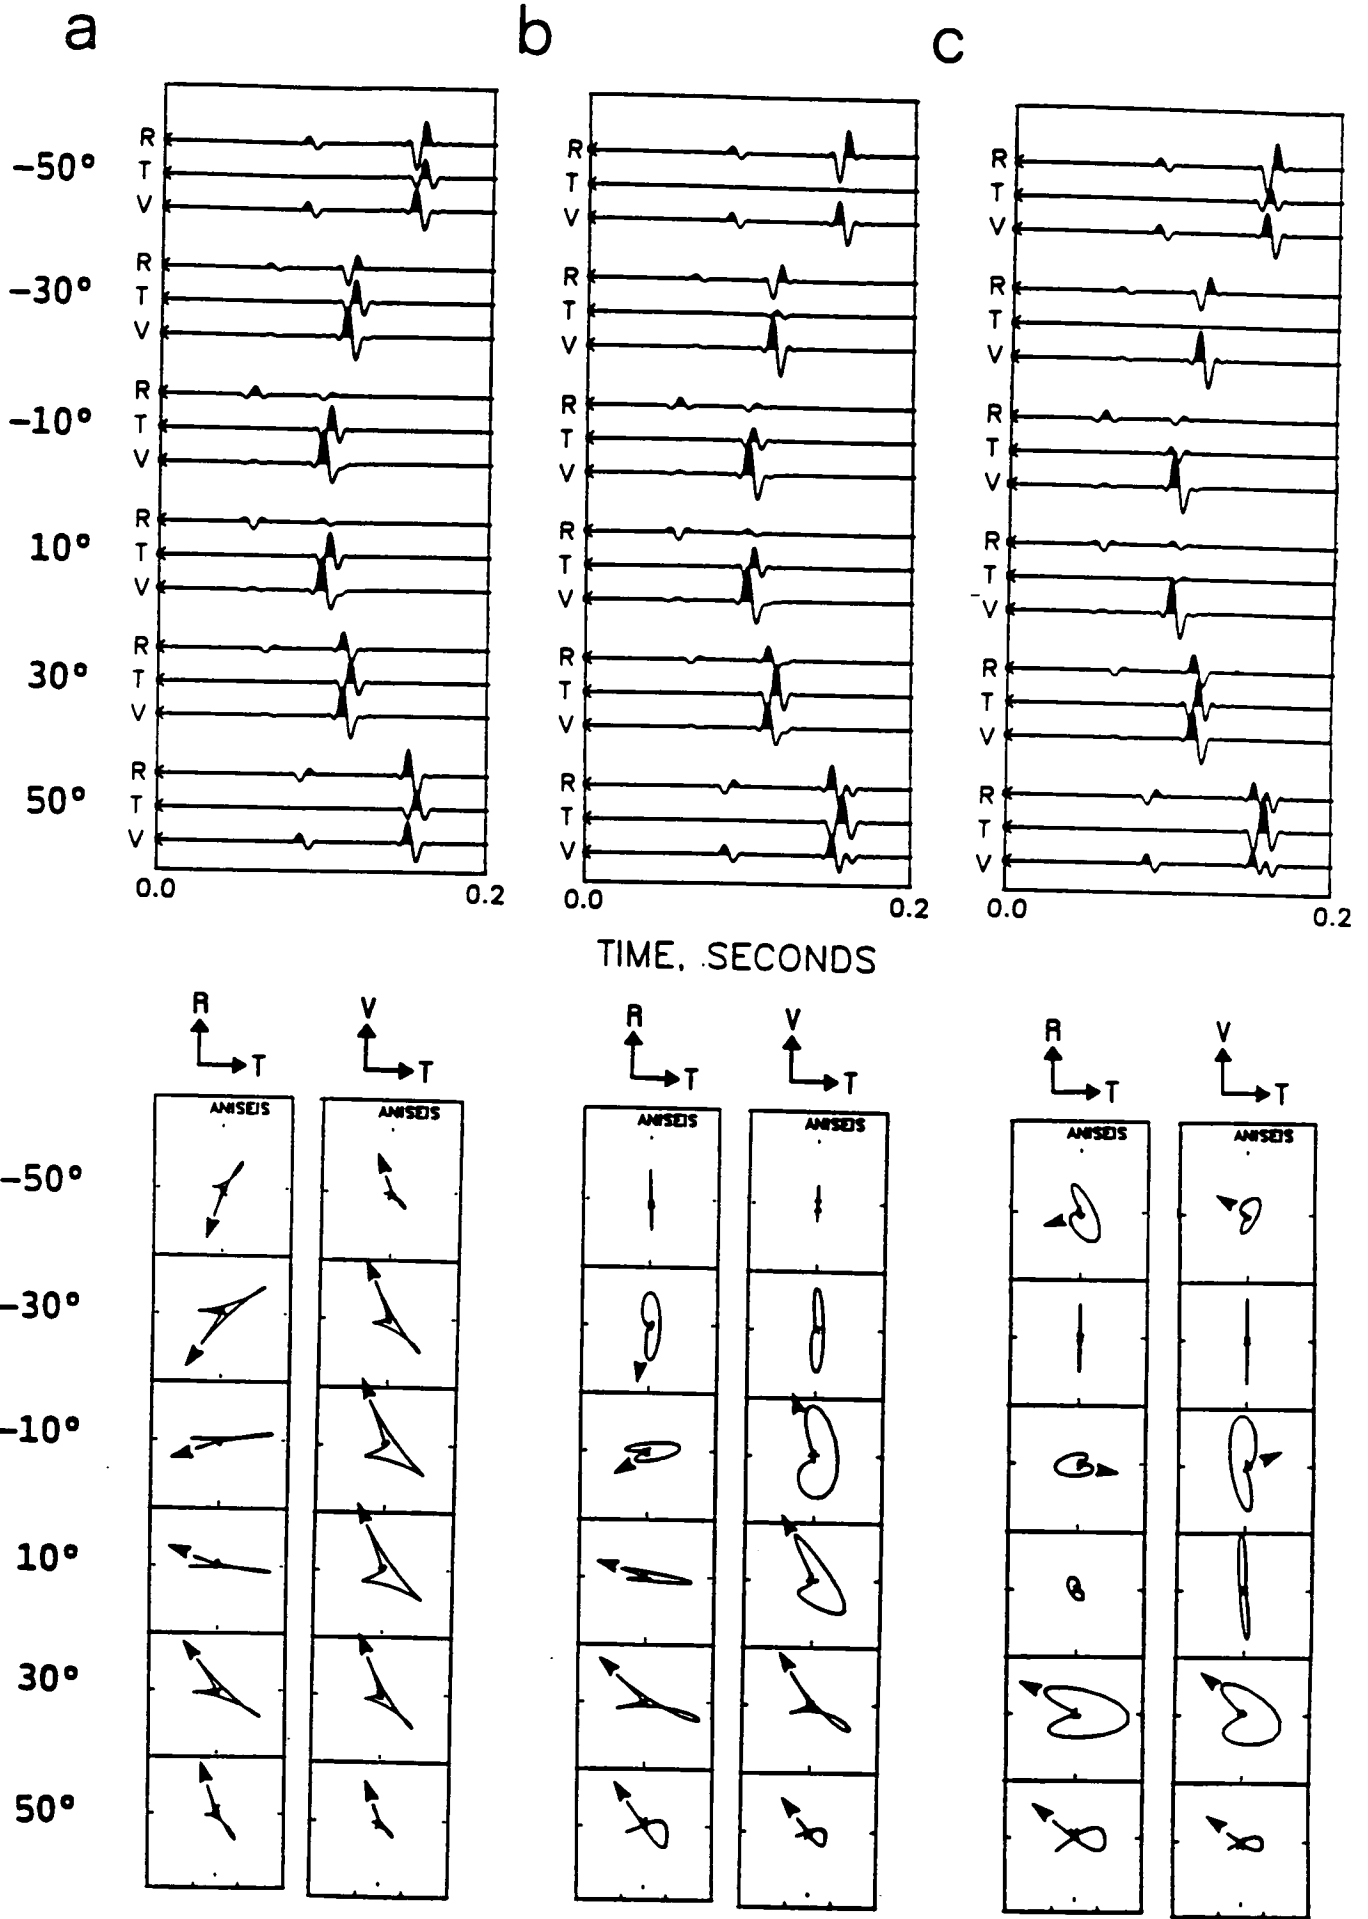 a b c
R
-50° T
V
R
-30° T
V
R
-10° T
V
R
10° T
V
R
30° T
V
R
50° T
V
0.0 0.2
R
T
V
R
T
V
R
T
V
R
T
V
R
T
V
R
T
V
0.0 0.2
R
T
V
R
T
V
R
T
V
R
T
V
R
T
V
R
T
V
0.0 0.2
TIME, SECONDS
R V R V R V
T T T T T T
ANISEIS ANISEIS ANISEIS ANISEIS ANISEIS ANISEIS
-50°
-30°
-10°
10°
30°
50°